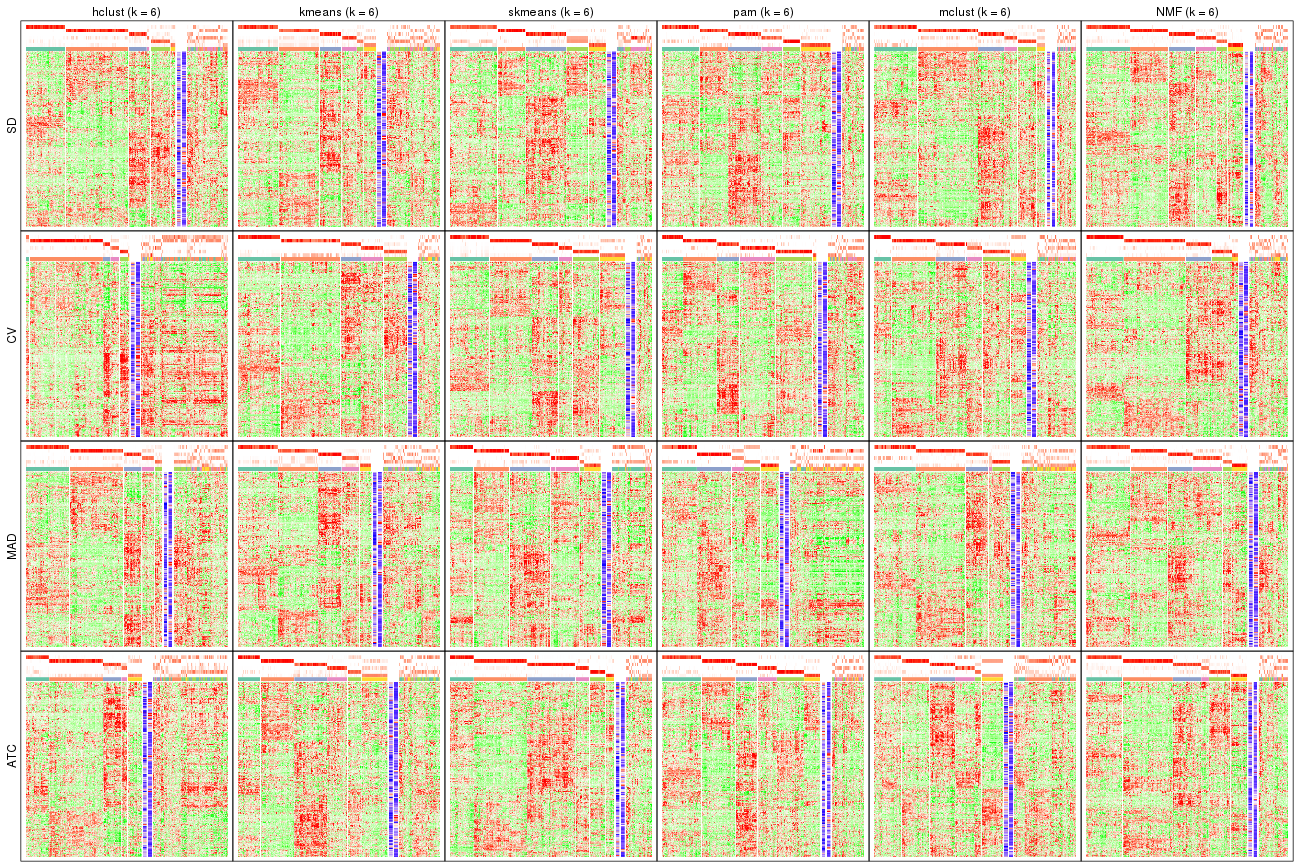 hclust (k = 6)
kmeans (k = 6)
skmeans (k = 6)
pam (k = 6)
mclust (k = 6)
NMF (k = 6)
SD
CV
MAD
ATC